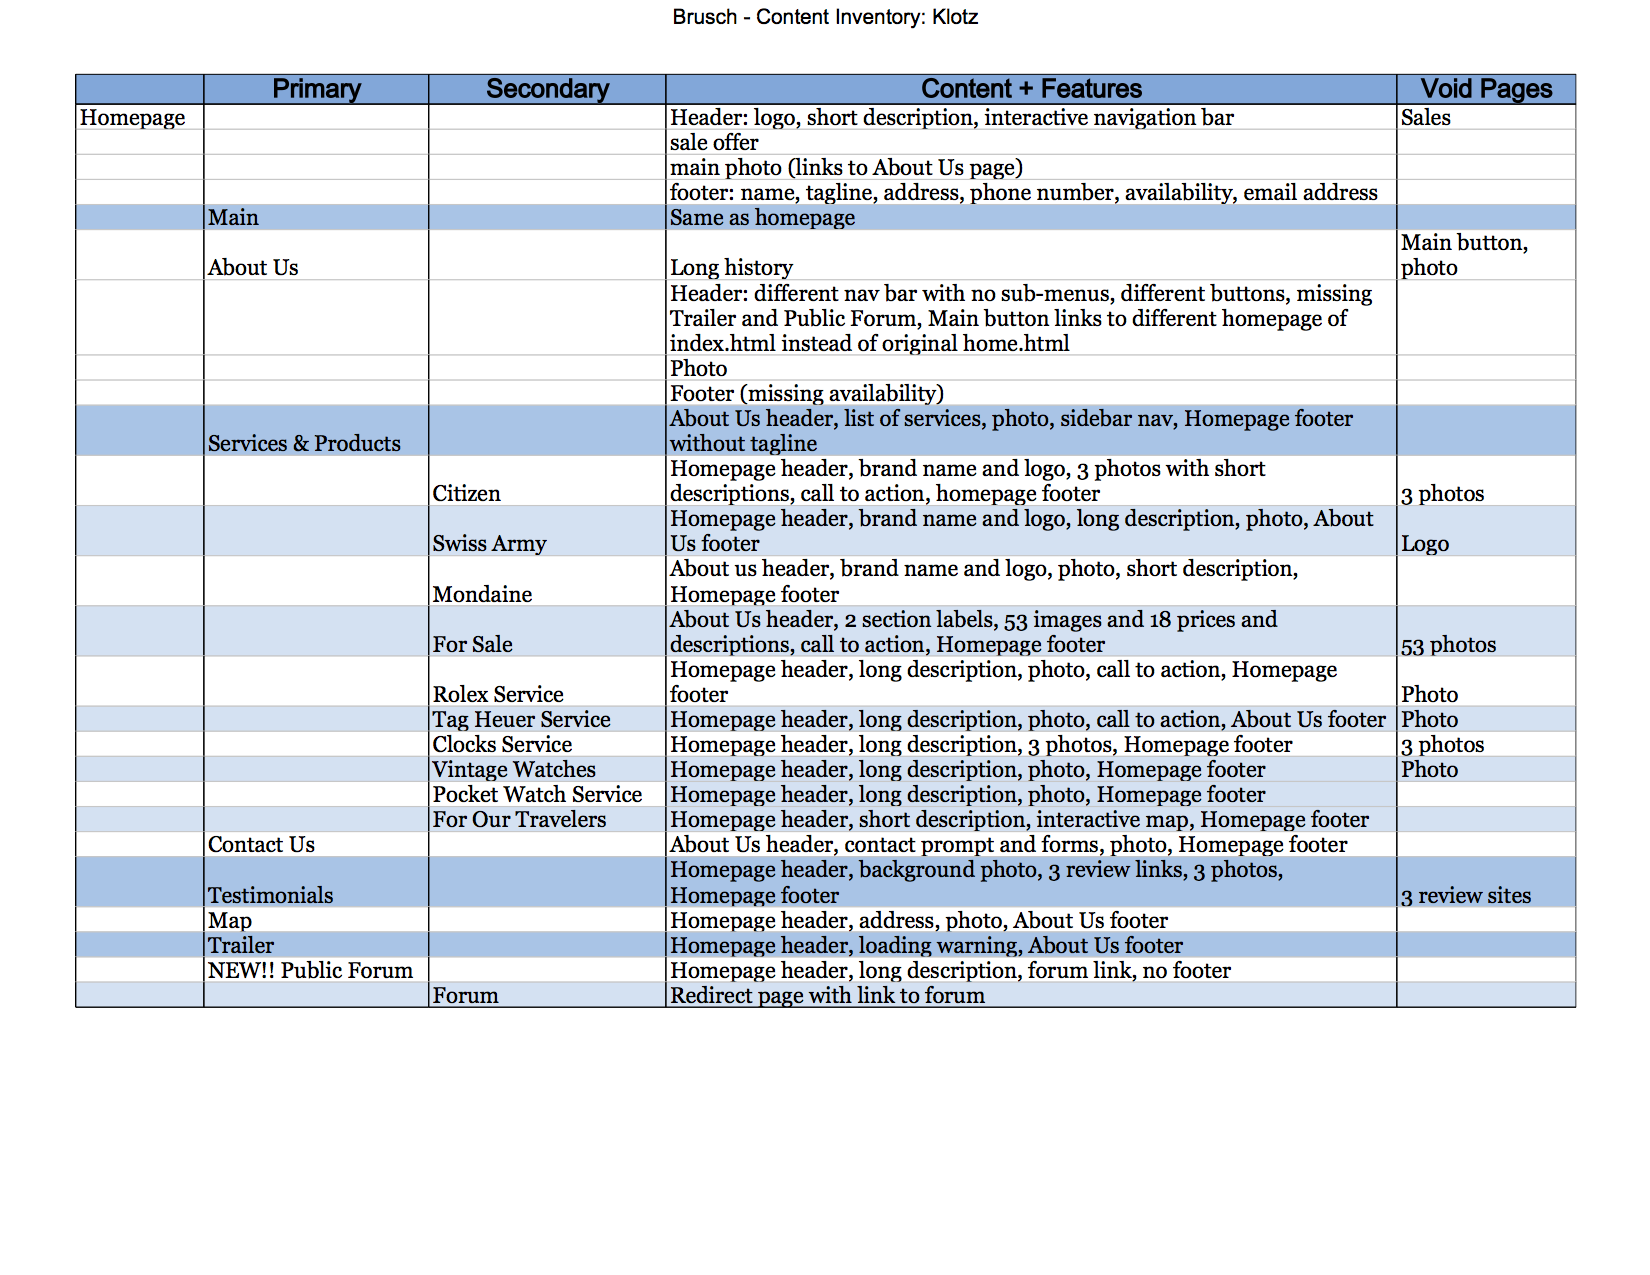 Brusch - Content Inventory: Klotz
Primary Secondary Content + Features Void Pages
Homepage Header: logo, short description, interactive navigation bar Sales
sale offer
main photo (links to About Us page)
footer: name, tagline, address, phone number, availability, email address
Main Same as homepage
Main button,
About Us Long history photo
Header: different nav bar with no sub-menus, different buttons, missing
Trailer and Public Forum, Main button links to different homepage of
index.html instead of original home.html
Photo
Footer (missing availability)
About Us header, list of services, photo, sidebar nav, Homepage footer
Services & Products without tagline
Homepage header, brand name and logo, 3 photos with short
Citizen descriptions, call to action, homepage footer 3 photos
Homepage header, brand name and logo, long description, photo, About
Swiss Army Us footer Logo
About us header, brand name and logo, photo, short description,
Mondaine Homepage footer
About Us header, 2 section labels, 53 images and 18 prices and
For Sale descriptions, call to action, Homepage footer 53 photos
Homepage header, long description, photo, call to action, Homepage
Rolex Service footer Photo
Tag Heuer Service Homepage header, long description, photo, call to action, About Us footer Photo
Clocks Service Homepage header, long description, 3 photos, Homepage footer 3 photos
Vintage Watches Homepage header, long description, photo, Homepage footer Photo
Pocket Watch Service Homepage header, long description, photo, Homepage footer
For Our Travelers Homepage header, short description, interactive map, Homepage footer
Contact Us About Us header, contact prompt and forms, photo, Homepage footer
Homepage header, background photo, 3 review links, 3 photos,
Testimonials Homepage footer 3 review sites
Map Homepage header, address, photo, About Us footer
Trailer Homepage header, loading warning, About Us footer
NEW!! Public Forum Homepage header, long description, forum link, no footer
Forum Redirect page with link to forum